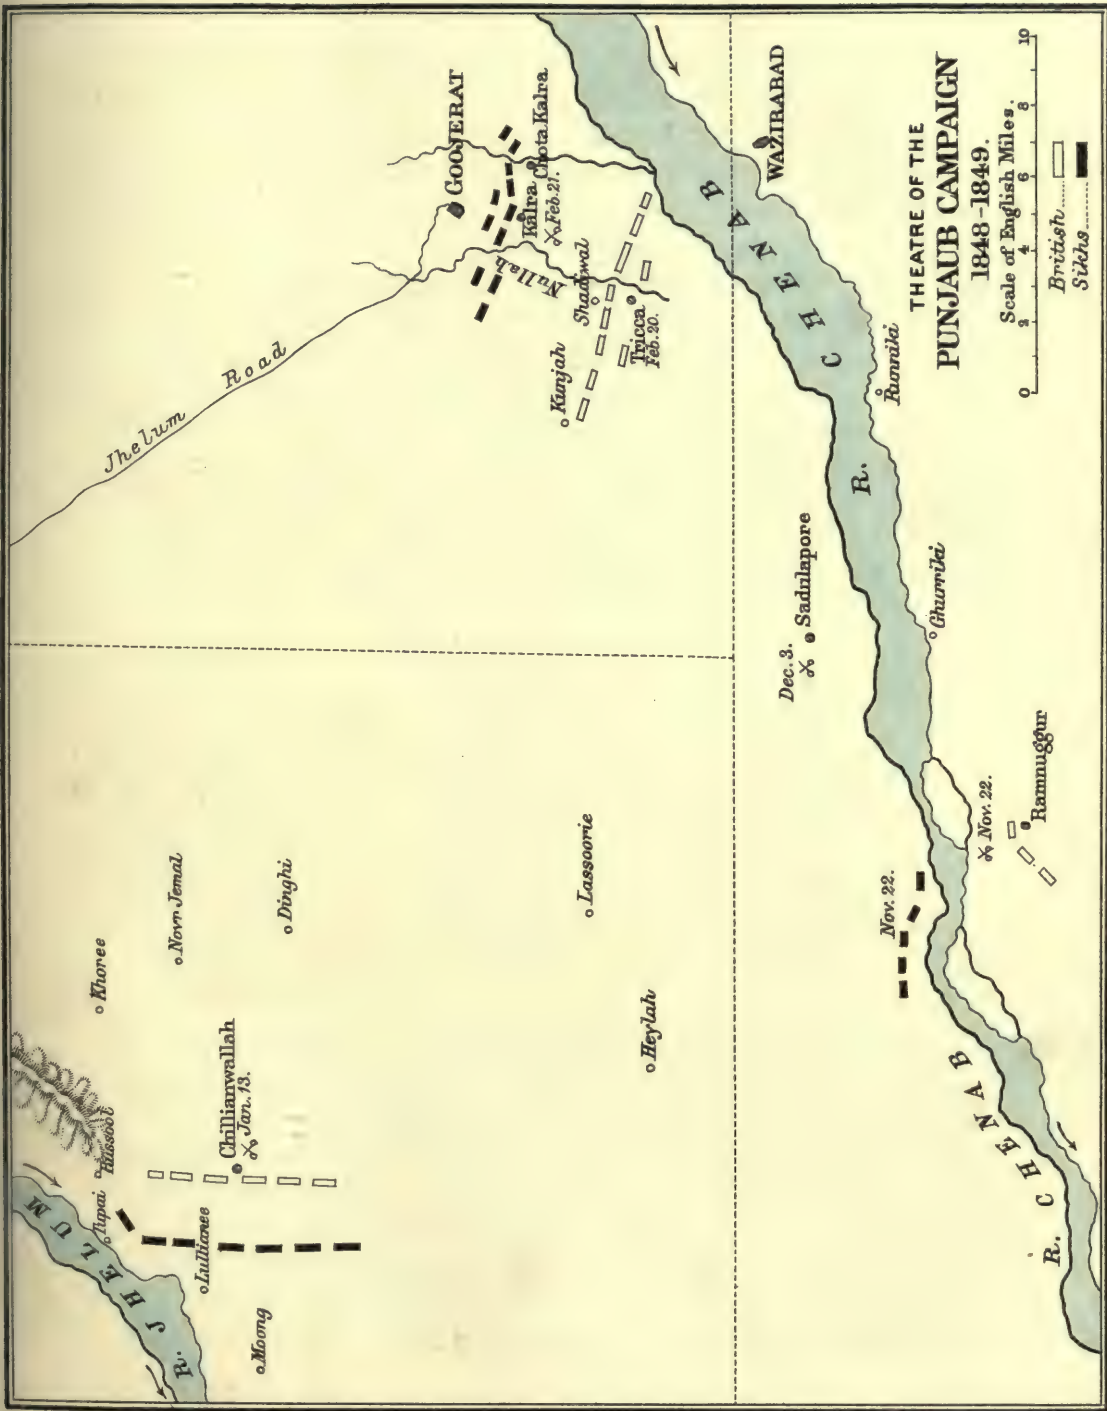 THEATRE OF THE
PUNJAUB CAMPAIGN
1848-1849.
Scale of English Miles.
0 2 4 6 8 10
British
Sikhs
R. JHELUM
Tupai
Russool
Khoree
Novr Jemal
Dinghi
Chillianwallah
Jan. 13.
Lullianee
Moong
Lassoorie
Heylah
Jhelum Road
GOOJERAT
Kalra
Chota Kalra
Feb. 21.
Nullah
Shadiwal
Kunjah
Tricca
Feb. 20.
R. CHENAB
WAZIRABAD
Runniki
Dec. 3.
Sadulapore
Ghurriki
Nov. 22.
Nov. 22.
Ramnuggur
R. CHENAB